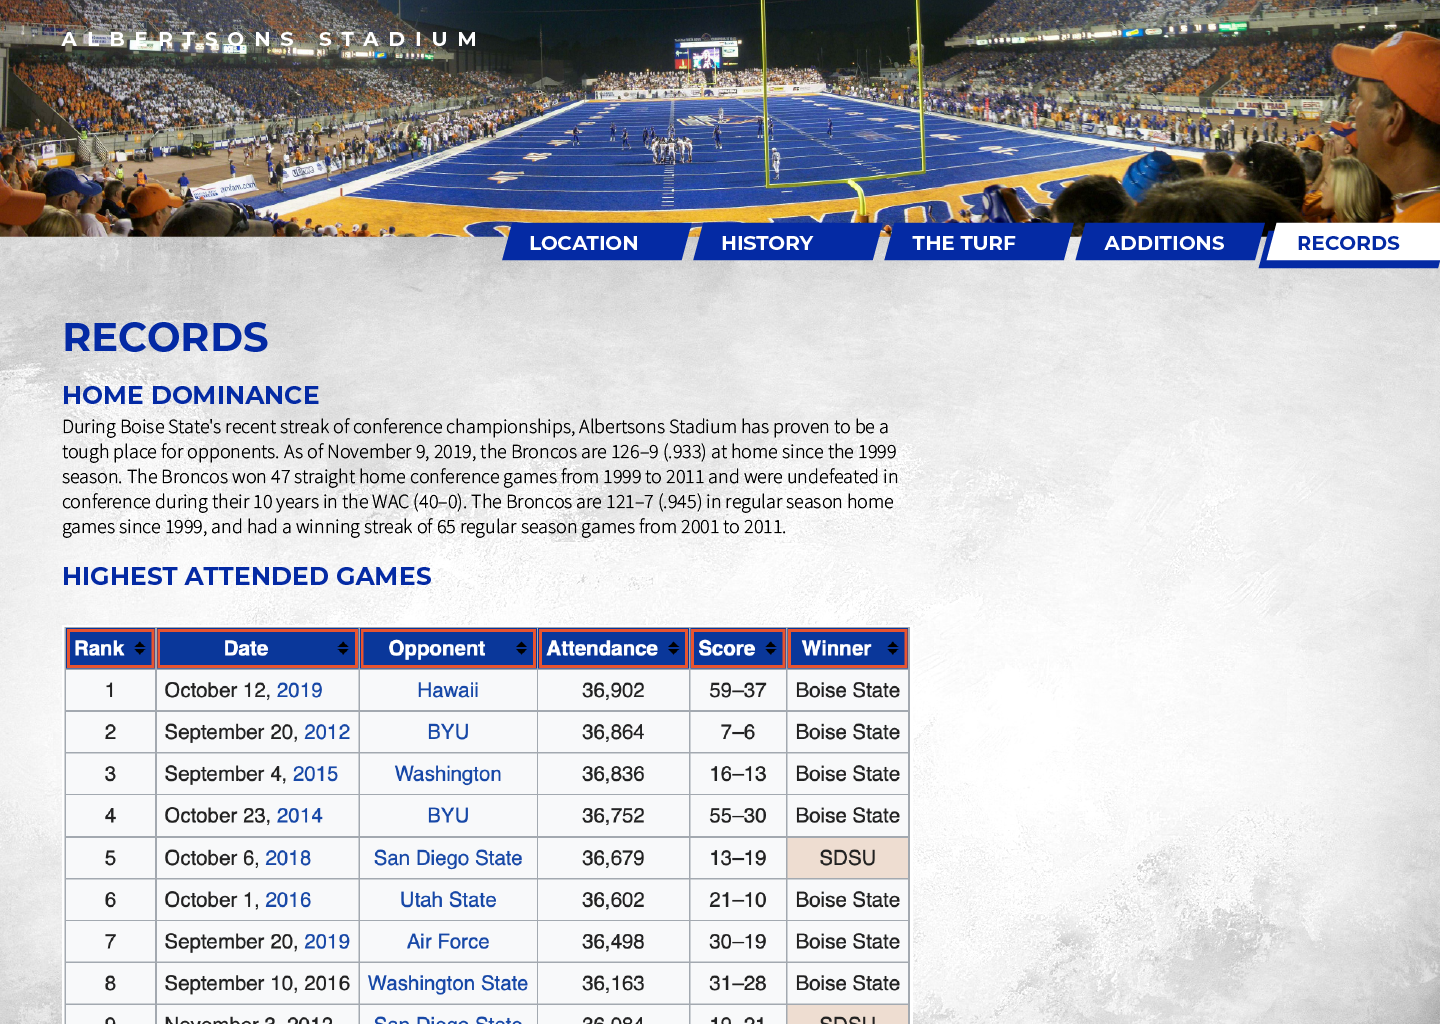 ALBERTSONS STADIUM
LOCATION HISTORY THE TURF ADDITIONS RECORDS
RECORDS
HOME DOMINANCE
During Boise State's recent streak of conference championships, Albertsons Stadium has proven to be a
tough place for opponents. As of November 9, 2019, the Broncos are 126–9 (.933) at home since the 1999
season. The Broncos won 47 straight home conference games from 1999 to 2011 and were undefeated in
conference during their 10 years in the WAC (40–0). The Broncos are 121–7 (.945) in regular season home
games since 1999, and had a winning streak of 65 regular season games from 2001 to 2011.
HIGHEST ATTENDED GAMES
Rank Date Opponent Attendance Score Winner
1 October 12, 2019 Hawaii 36,902 59–37 Boise State
2 September 20, 2012 BYU 36,864 7–6 Boise State
3 September 4, 2015 Washington 36,836 16–13 Boise State
4 October 23, 2014 BYU 36,752 55–30 Boise State
5 October 6, 2018 San Diego State 36,679 13–19 SDSU
6 October 1, 2016 Utah State 36,602 21–10 Boise State
7 September 20, 2019 Air Force 36,498 30–19 Boise State
8 September 10, 2016 Washington State 36,163 31–28 Boise State
9 November 3, 2012 San Diego State 36,084 19–21 SDSU